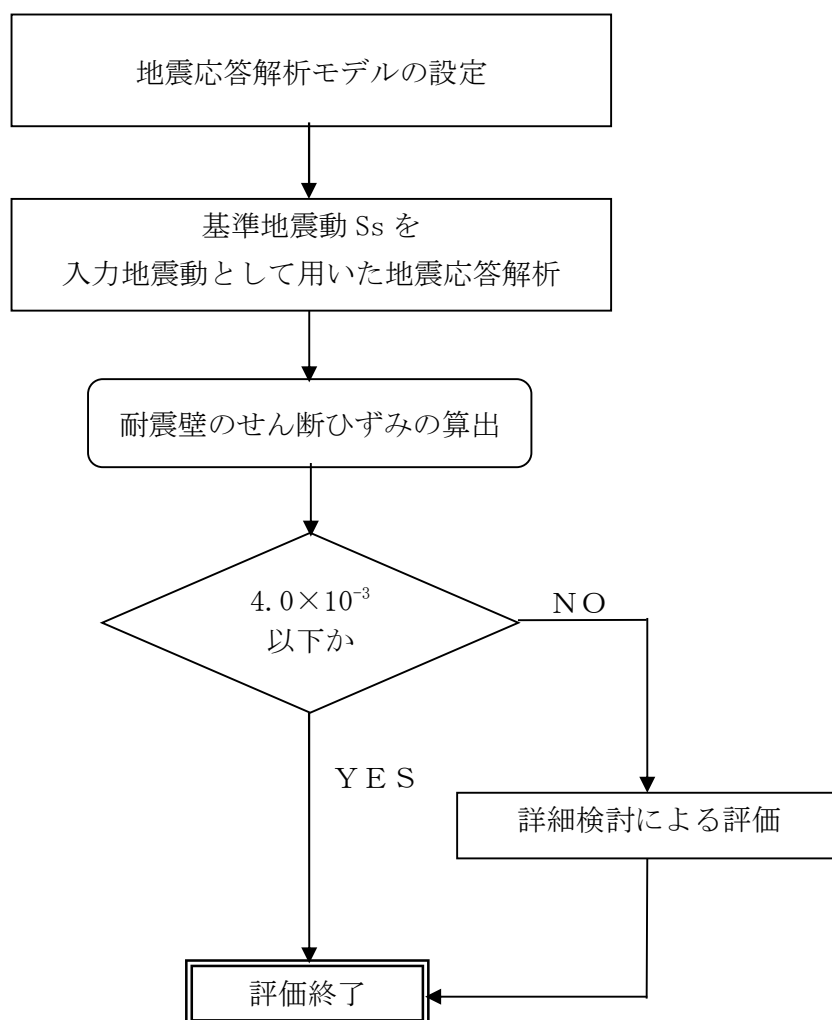 地震応答解析モデルの設定
基準地震動 Ss を
入力地震動として用いた地震応答解析
耐震壁のせん断ひずみの算出
4.0×10⁻³
以下か
ＮＯ
ＹＥＳ
詳細検討による評価
評価終了